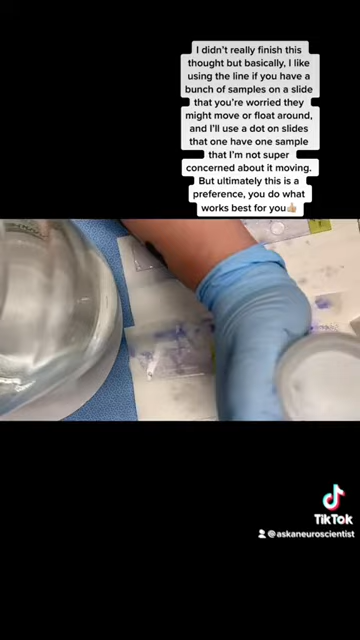 I didn't really finish this
thought but basically, I like
using the line if you have a
bunch of samples on a slide
that you're worried they
might move or float around,
and I'll use a dot on slides
that one have one sample
that I'm not super
concerned about it moving.
But ultimately this is a
preference, you do what
works best for you👍🏼
TikTok
@askaneuroscientist